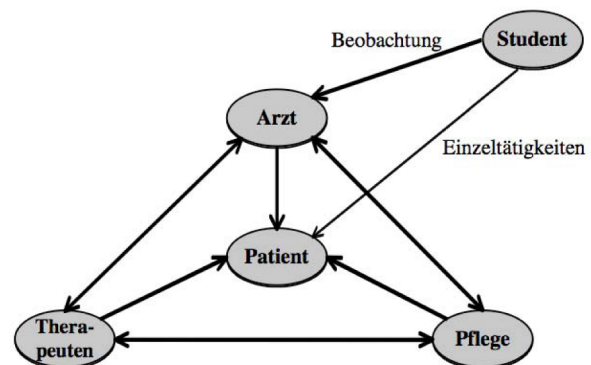 Student
Beobachtung
Arzt
Einzeltätigkeiten
Patient
Thera-
peuten
Pflege